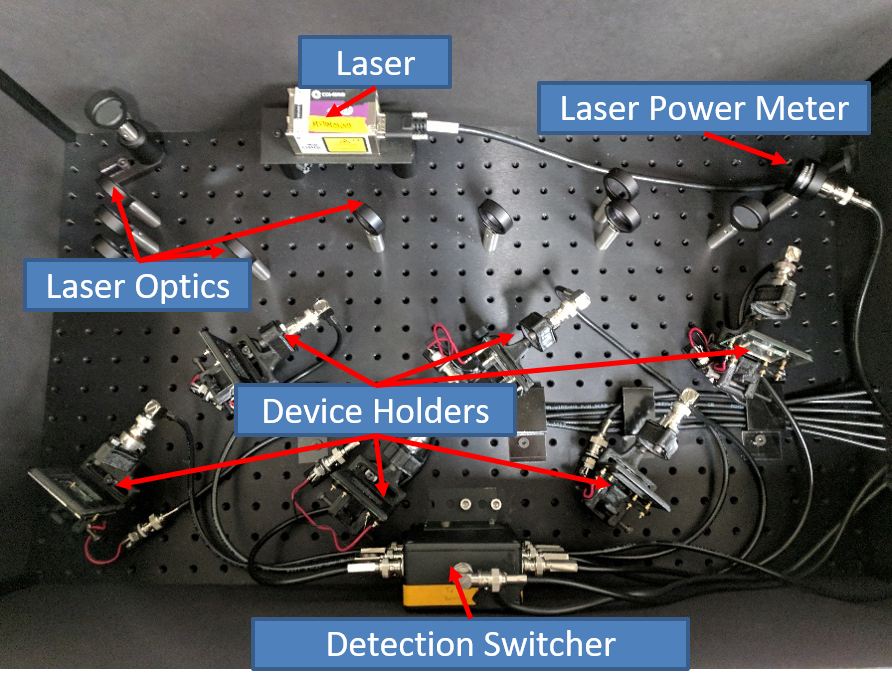 Laser
Laser Power Meter
Laser Optics
Device Holders
Detection Switcher